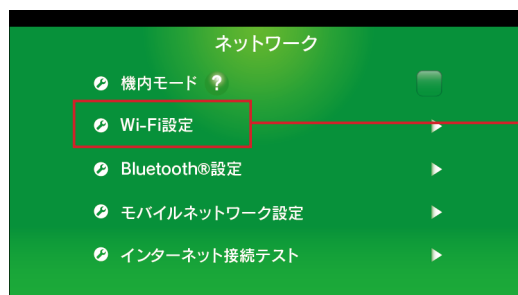 ネットワーク
機内モード ?
Wi-Fi設定
Bluetooth®設定
モバイルネットワーク設定
インターネット接続テスト